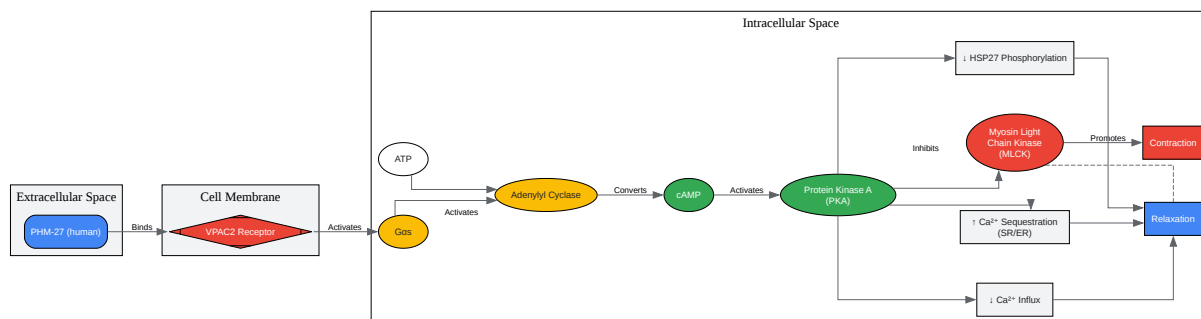 Intracellular Space
↓ HSP27 Phosphorylation
Myosin Light
Chain Kinase
(MLCK)
Promotes
Contraction
Inhibits
ATP
Extracellular Space
Cell Membrane
Adenylyl Cyclase
Converts
cAMP
Activates
Protein Kinase A
(PKA)
Activates
PHM-27 (human)
Binds
VPAC2 Receptor
Activates
Gαs
↑ Ca²⁺ Sequestration
(SR/ER)
Relaxation
↓ Ca²⁺ Influx